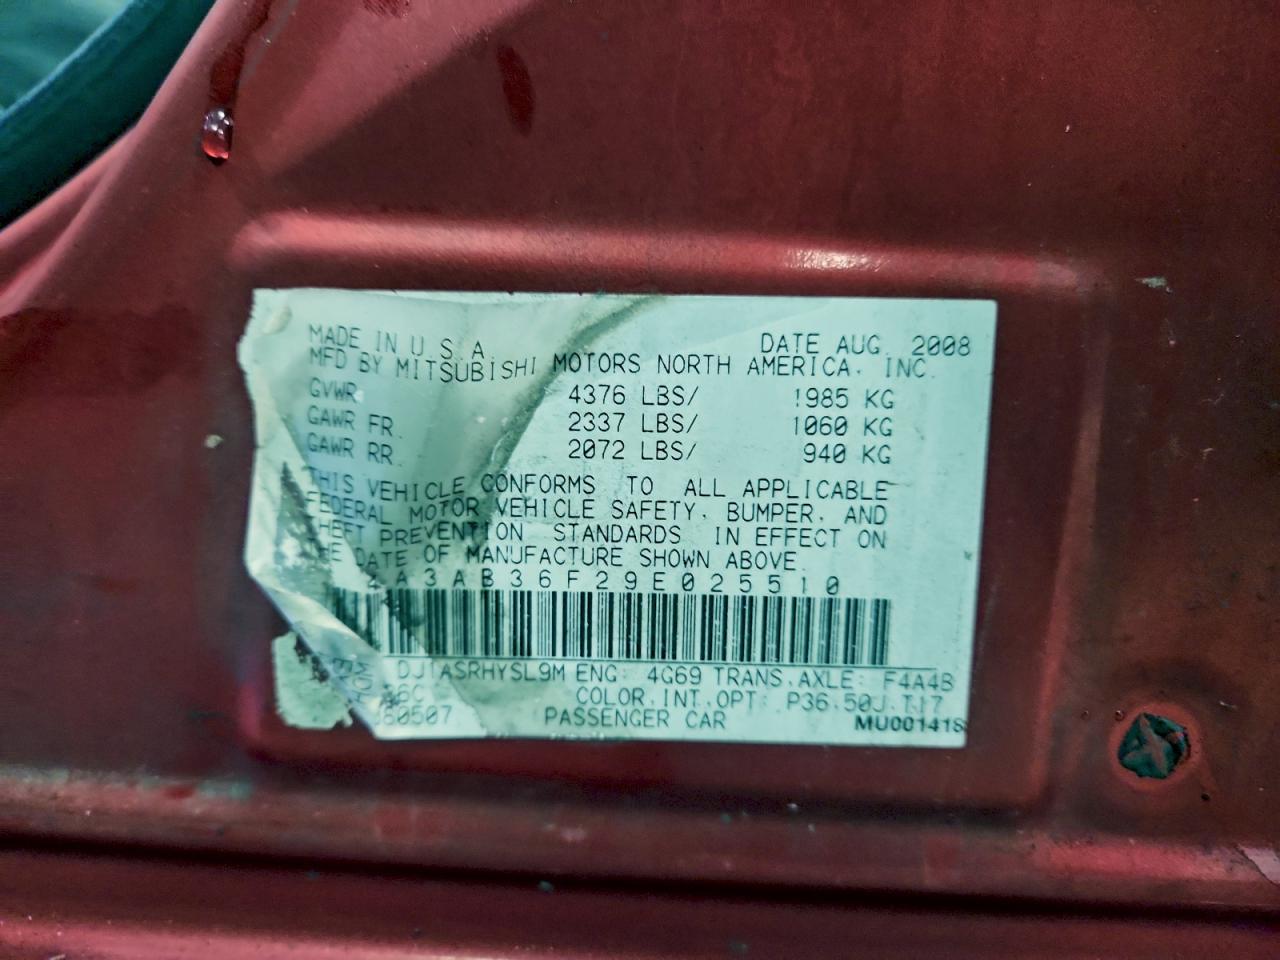 MADE IN U.S.A. DATE AUG. 2008
MFD BY MITSUBISHI MOTORS NORTH AMERICA, INC.
GVWR 4376 LBS/ 1985 KG
GAWR FR. 2337 LBS/ 1060 KG
GAWR RR. 2072 LBS/ 940 KG
THIS VEHICLE CONFORMS TO ALL APPLICABLE
FEDERAL MOTOR VEHICLE SAFETY, BUMPER, AND
THEFT PREVENTION STANDARDS IN EFFECT ON
THE DATE OF MANUFACTURE SHOWN ABOVE.
4A3AB36F29E025510
DJ1ASRHYSL9M ENG: 4G69 TRANS.AXLE: F4A4B
COLOR,INT,OPT: P36,50J,T17
80507 PASSENGER CAR MU001418